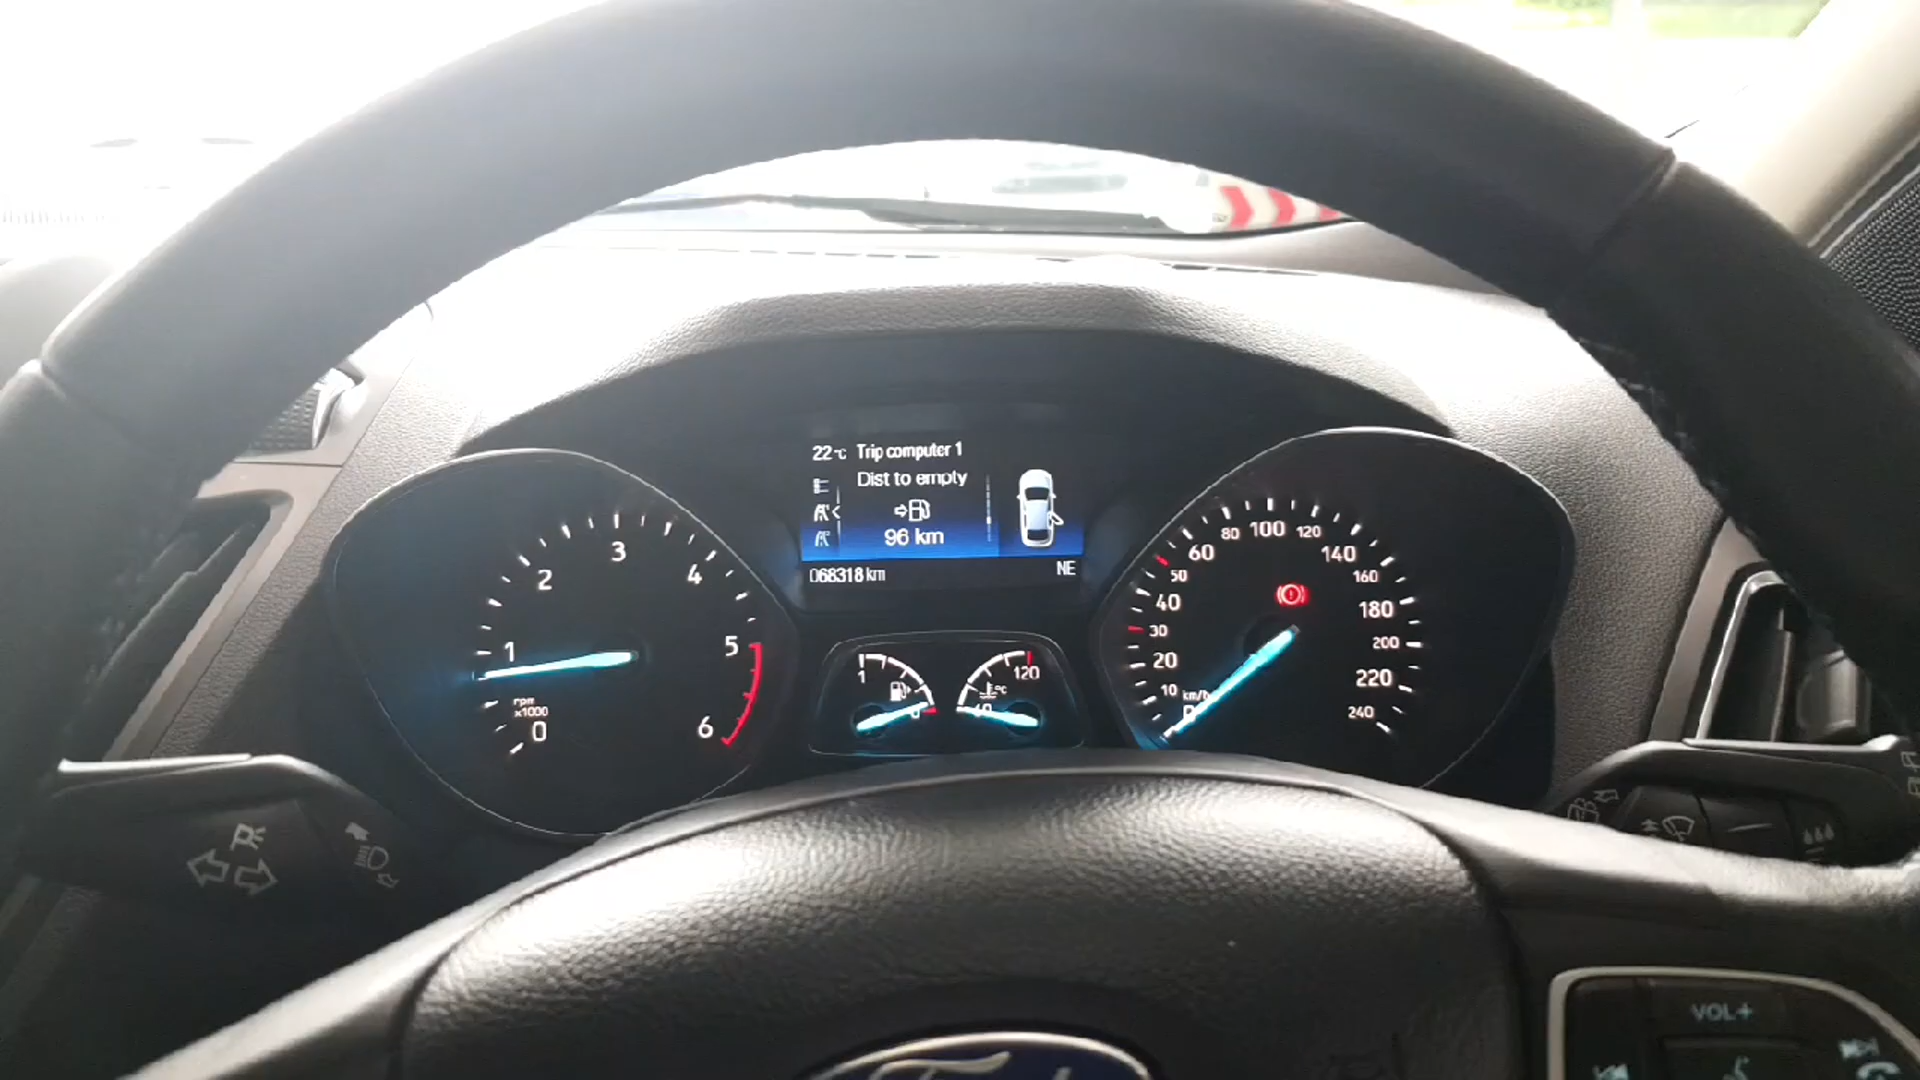 22°C Trip computer 1
Dist to empty
96 km
068318 km NE
0
1
2
3
4
5
6
rpm
x1000
1
120
0
10
20
30
40
50
60
80
100
120
140
160
180
200
220
240
km/h
VOL+
Ford